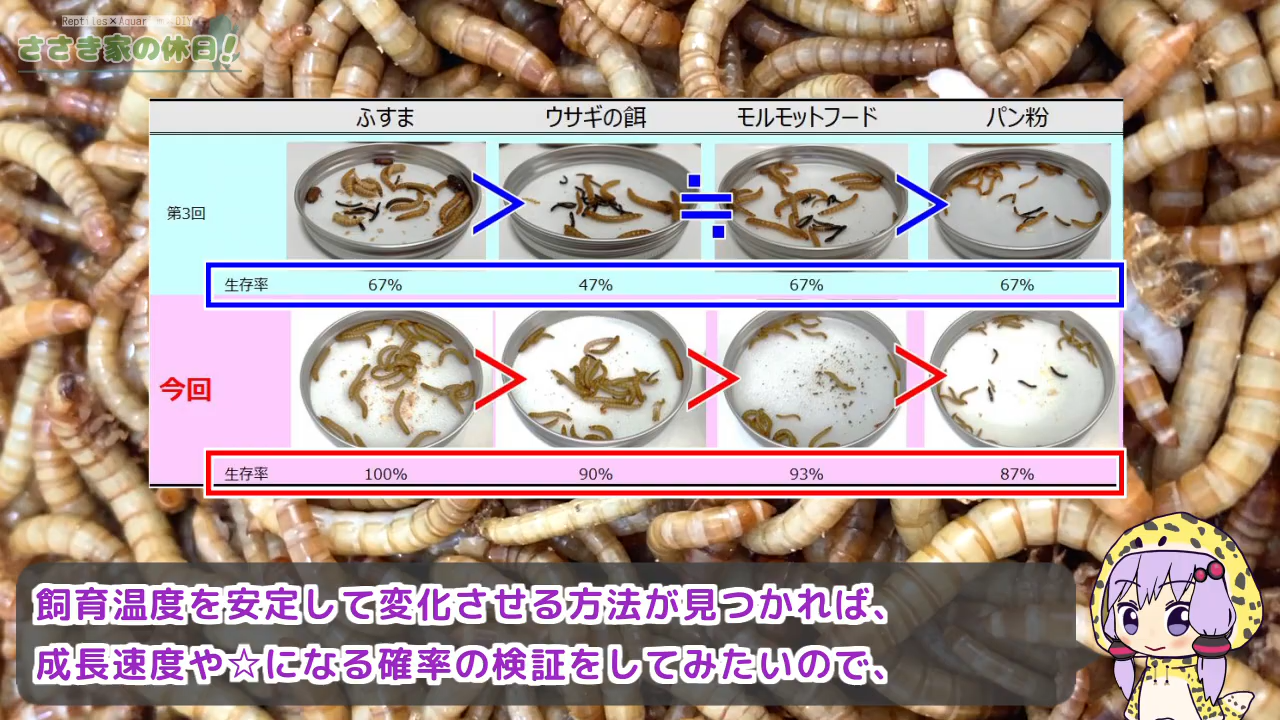 Reptiles×Aquarium×DIY
ささき家の休日!
ふすま ウサギの餌 モルモットフード パン粉
第3回
> ≒ >
生存率 67% 47% 67% 67%
今回
> > >
生存率 100% 90% 93% 87%
飼育温度を安定して変化させる方法が見つかれば、
成長速度や☆になる確率の検証をしてみたいので、